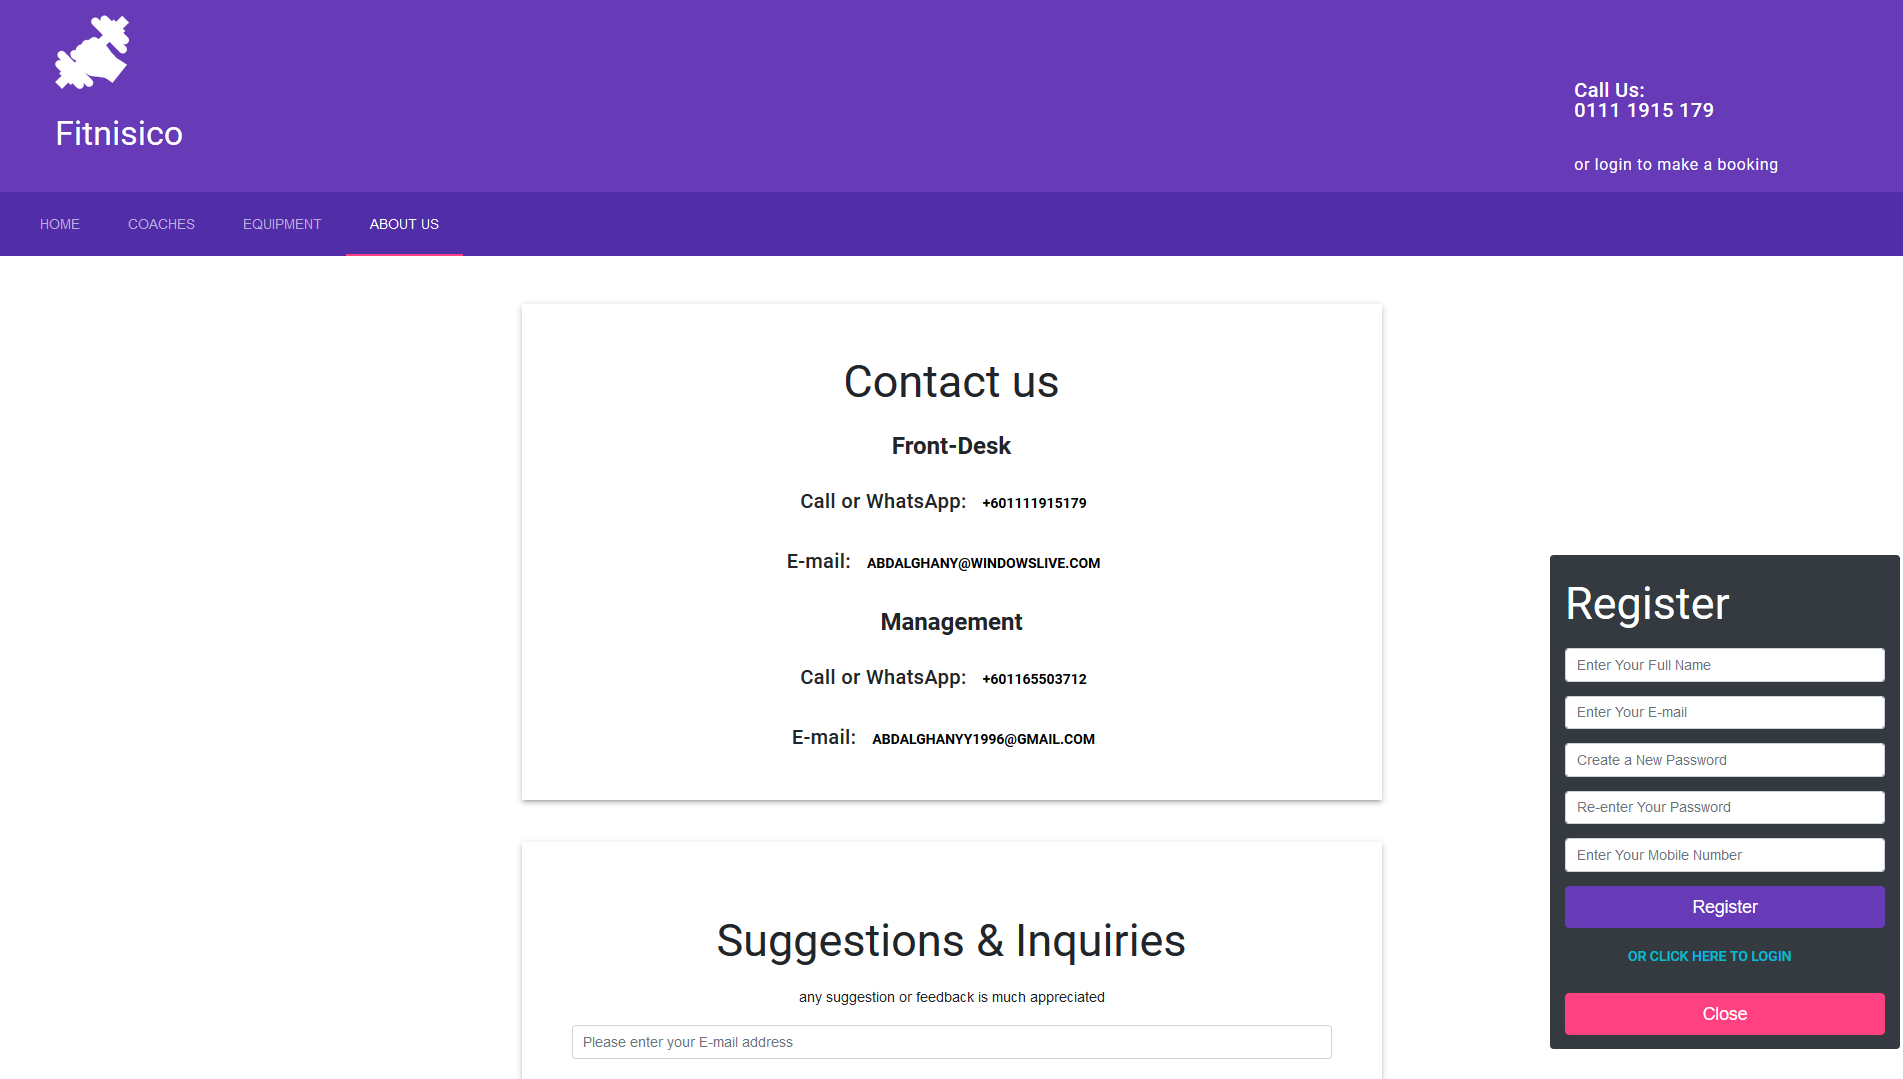 Fitnisico
Call Us:
0111 1915 179
or login to make a booking
HOME
COACHES
EQUIPMENT
ABOUT US
Contact us
Front-Desk
Call or WhatsApp: +601111915179
E-mail: ABDALGHANY@WINDOWSLIVE.COM
Management
Call or WhatsApp: +601165503712
E-mail: ABDALGHANYY1996@GMAIL.COM
Suggestions & Inquiries
any suggestion or feedback is much appreciated
Please enter your E-mail address
Register
Enter Your Full Name
Enter Your E-mail
Create a New Password
Re-enter Your Password
Enter Your Mobile Number
Register
OR CLICK HERE TO LOGIN
Close